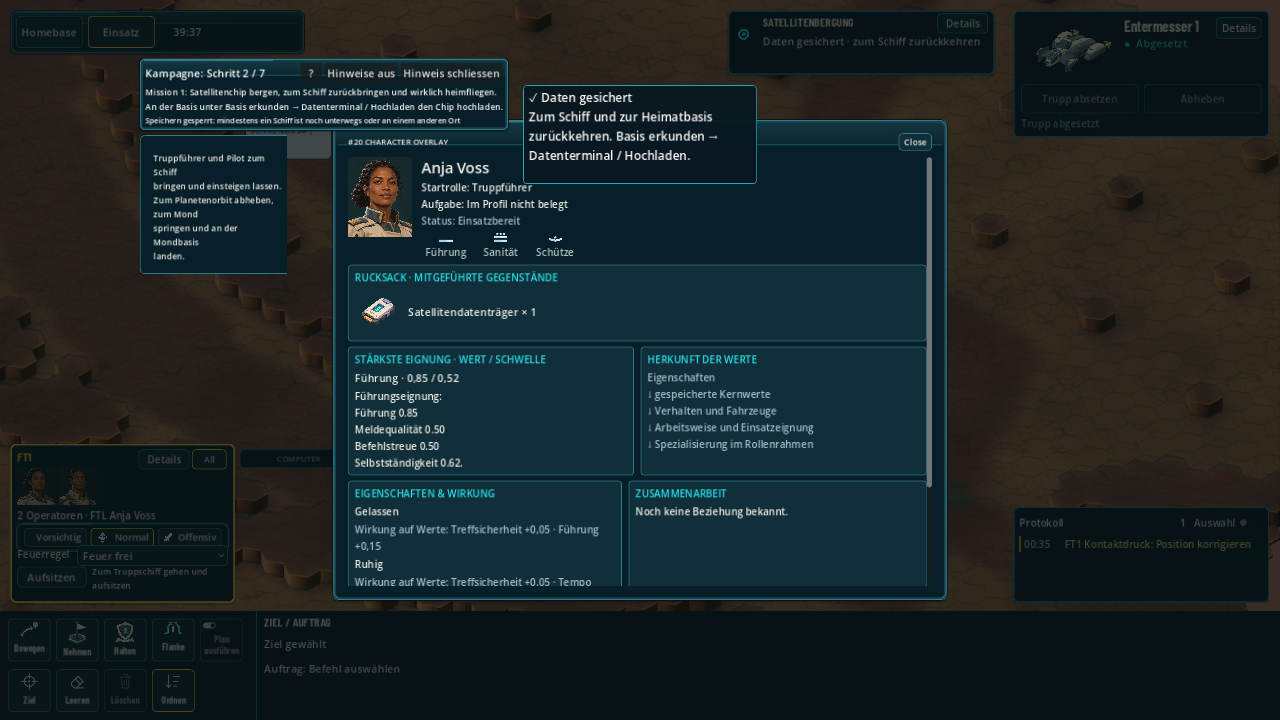 Homebase
Einsatz
39:37
SATELLITENBERGUNG
Details
Daten gesichert · zum Schiff zurückkehren
Entermesser 1
Details
Abgesetzt
Trupp absetzen
Abheben
Trupp abgesetzt
Kampagne: Schritt 2 / 7
?
Hinweise aus
Hinweis schliessen
Mission 1: Satellitenchip bergen, zum Schiff zurückbringen und wirklich heimfliegen.
An der Basis unter Basis erkunden → Datenterminal / Hochladen den Chip hochladen.
Speichern gesperrt: mindestens ein Schiff ist noch unterwegs oder an einem anderen Ort
✓ Daten gesichert
Zum Schiff und zur Heimatbasis
zurückkehren. Basis erkunden →
Datenterminal / Hochladen.
Truppführer und Pilot zum
Schiff
bringen und einsteigen lassen.
Zum Planetenorbit abheben,
zum Mond
springen und an der
Mondbasis
landen.
#20 CHARACTER OVERLAY
Close
Anja Voss
Startrolle: Truppführer
Aufgabe: Im Profil nicht belegt
Status: Einsatzbereit
Führung
Sanität
Schütze
RUCKSACK · MITGEFÜHRTE GEGENSTÄNDE
Satellitendatenträger × 1
STÄRKSTE EIGNUNG · WERT / SCHWELLE
Führung · 0,85 / 0,52
Führungseignung:
Führung 0.85
Meldequalität 0.50
Befehlstreue 0.50
Selbstständigkeit 0.62.
HERKUNFT DER WERTE
Eigenschaften
↓ gespeicherte Kernwerte
↓ Verhalten und Fahrzeuge
↓ Arbeitsweise und Einsatzeignung
↓ Spezialisierung im Rollenrahmen
EIGENSCHAFTEN & WIRKUNG
Gelassen
Wirkung auf Werte: Treffsicherheit +0,05 · Führung
+0,15
Ruhig
Wirkung auf Werte: Treffsicherheit +0,05 · Tempo
ZUSAMMENARBEIT
Noch keine Beziehung bekannt.
FT1
Details
All
COMPUTER
2 Operatoren · FTL Anja Voss
Vorsichtig
Normal
Offensiv
Feuerregel
Feuer frei
Aufsitzen
Zum Truppschiff gehen und
aufsitzen
Protokoll
1
Auswahl
00:35
FT1 Kontaktdruck: Position korrigieren
Bewegen
Nehmen
Halten
Flanke
Plan
ausführen
Ziel
Leeren
Löschen
Ordnen
ZIEL / AUFTRAG
Ziel gewählt
Auftrag: Befehl auswählen